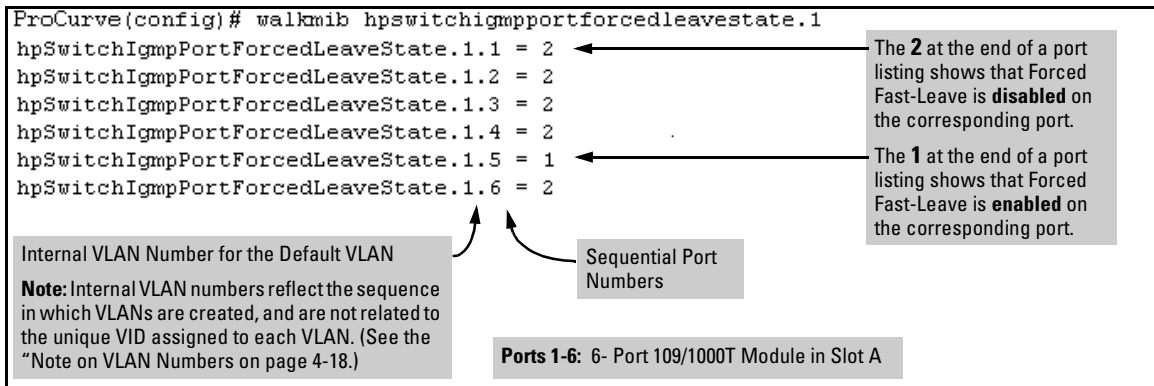 ProCurve(config)# walkmib hpswitchigmpportforcedleavestate.1
hpSwitchIgmpPortForcedLeaveState.1.1 = 2
hpSwitchIgmpPortForcedLeaveState.1.2 = 2
hpSwitchIgmpPortForcedLeaveState.1.3 = 2
hpSwitchIgmpPortForcedLeaveState.1.4 = 2
hpSwitchIgmpPortForcedLeaveState.1.5 = 1
hpSwitchIgmpPortForcedLeaveState.1.6 = 2
The 2 at the end of a port
listing shows that Forced
Fast-Leave is disabled on
the corresponding port.
The 1 at the end of a port
listing shows that Forced
Fast-Leave is enabled on
the corresponding port.
Internal VLAN Number for the Default VLAN
Note: Internal VLAN numbers reflect the sequence
in which VLANs are created, and are not related to
the unique VID assigned to each VLAN. (See the
“Note on VLAN Numbers on page 4-18.)
Sequential Port
Numbers
Ports 1-6: 6- Port 109/1000T Module in Slot A